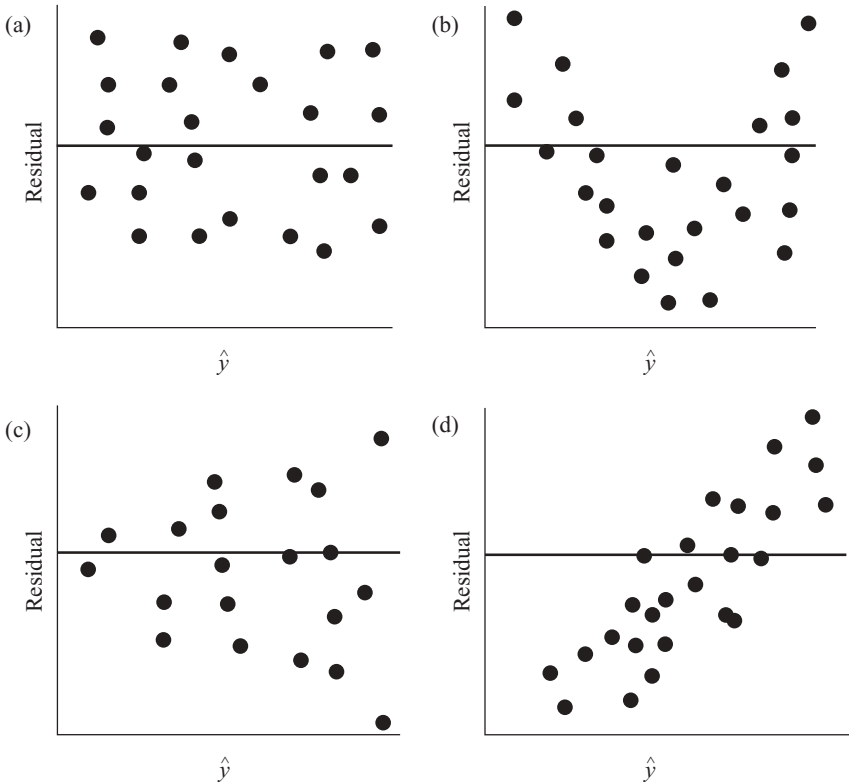 (a)
Residual
ŷ
(b)
Residual
ŷ
(c)
Residual
ŷ
(d)
Residual
ŷ